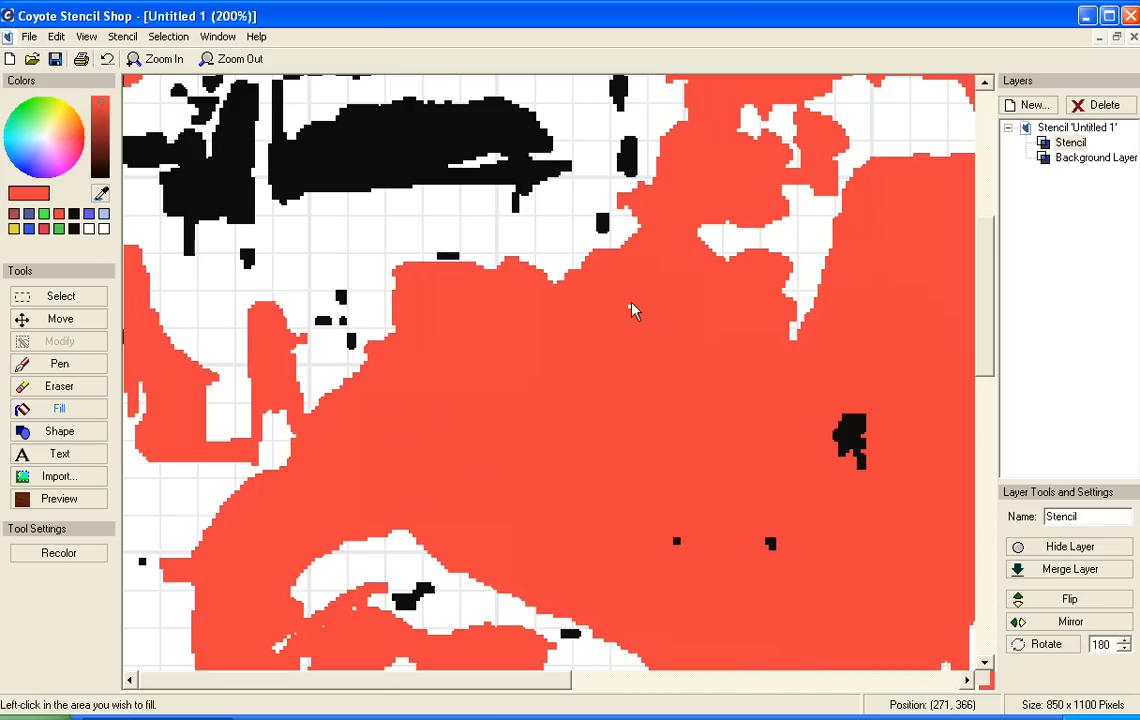 Coyote Stencil Shop - [Untitled 1 (200%)]
File Edit View Stencil Selection Window Help
Zoom In Zoom Out
Colors
Tools
Select
Move
Modify
Pen
Eraser
Fill
Shape
Text
Import...
Preview
Tool Settings
Recolor
Layers
New... Delete
Stencil 'Untitled 1'
Stencil
Background Layer
Layer Tools and Settings
Name: Stencil
Hide Layer
Merge Layer
Flip
Mirror
Rotate 180
Left-click in the area you wish to fill. Position: (271, 366) Size: 850 x 1100 Pixels